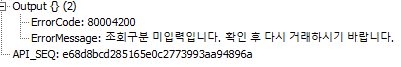 Output {} (2)
ErrorCode: 80004200
ErrorMessage: 조회구분 미입력입니다. 확인 후 다시 거래하시기 바랍니다.
API_SEQ: e68d8bcd285165e0c2773993aa94896a